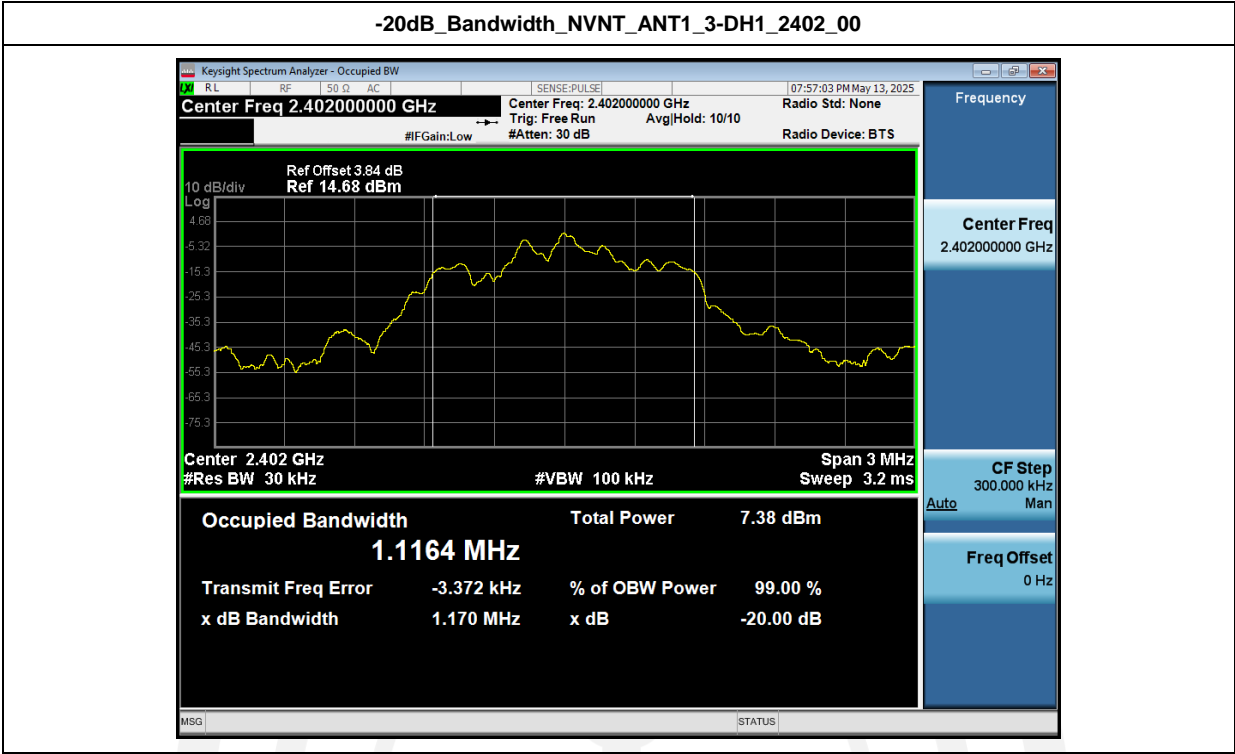 -20dB_Bandwidth_NVNT_ANT1_3-DH1_2402_00
Keysight Spectrum Analyzer - Occupied BW
RL RF 50 Ω AC SENSE:PULSE 07:57:03 PM May 13, 2025
Center Freq 2.402000000 GHz
Center Freq: 2.402000000 GHz Radio Std: None
Trig: Free Run Avg|Hold: 10/10
#IFGain:Low #Atten: 30 dB Radio Device: BTS
Frequency
Ref Offset 3.84 dB
10 dB/div Ref 14.68 dBm
Log
4.68
-5.32
-15.3
-25.3
-35.3
-45.3
-55.3
-65.3
-75.3
Center 2.402 GHz Span 3 MHz
#Res BW 30 kHz #VBW 100 kHz Sweep 3.2 ms
Center Freq
2.402000000 GHz
CF Step
300.000 kHz
Auto Man
Freq Offset
0 Hz
Occupied Bandwidth Total Power 7.38 dBm
1.1164 MHz
Transmit Freq Error -3.372 kHz % of OBW Power 99.00 %
x dB Bandwidth 1.170 MHz x dB -20.00 dB
MSG STATUS